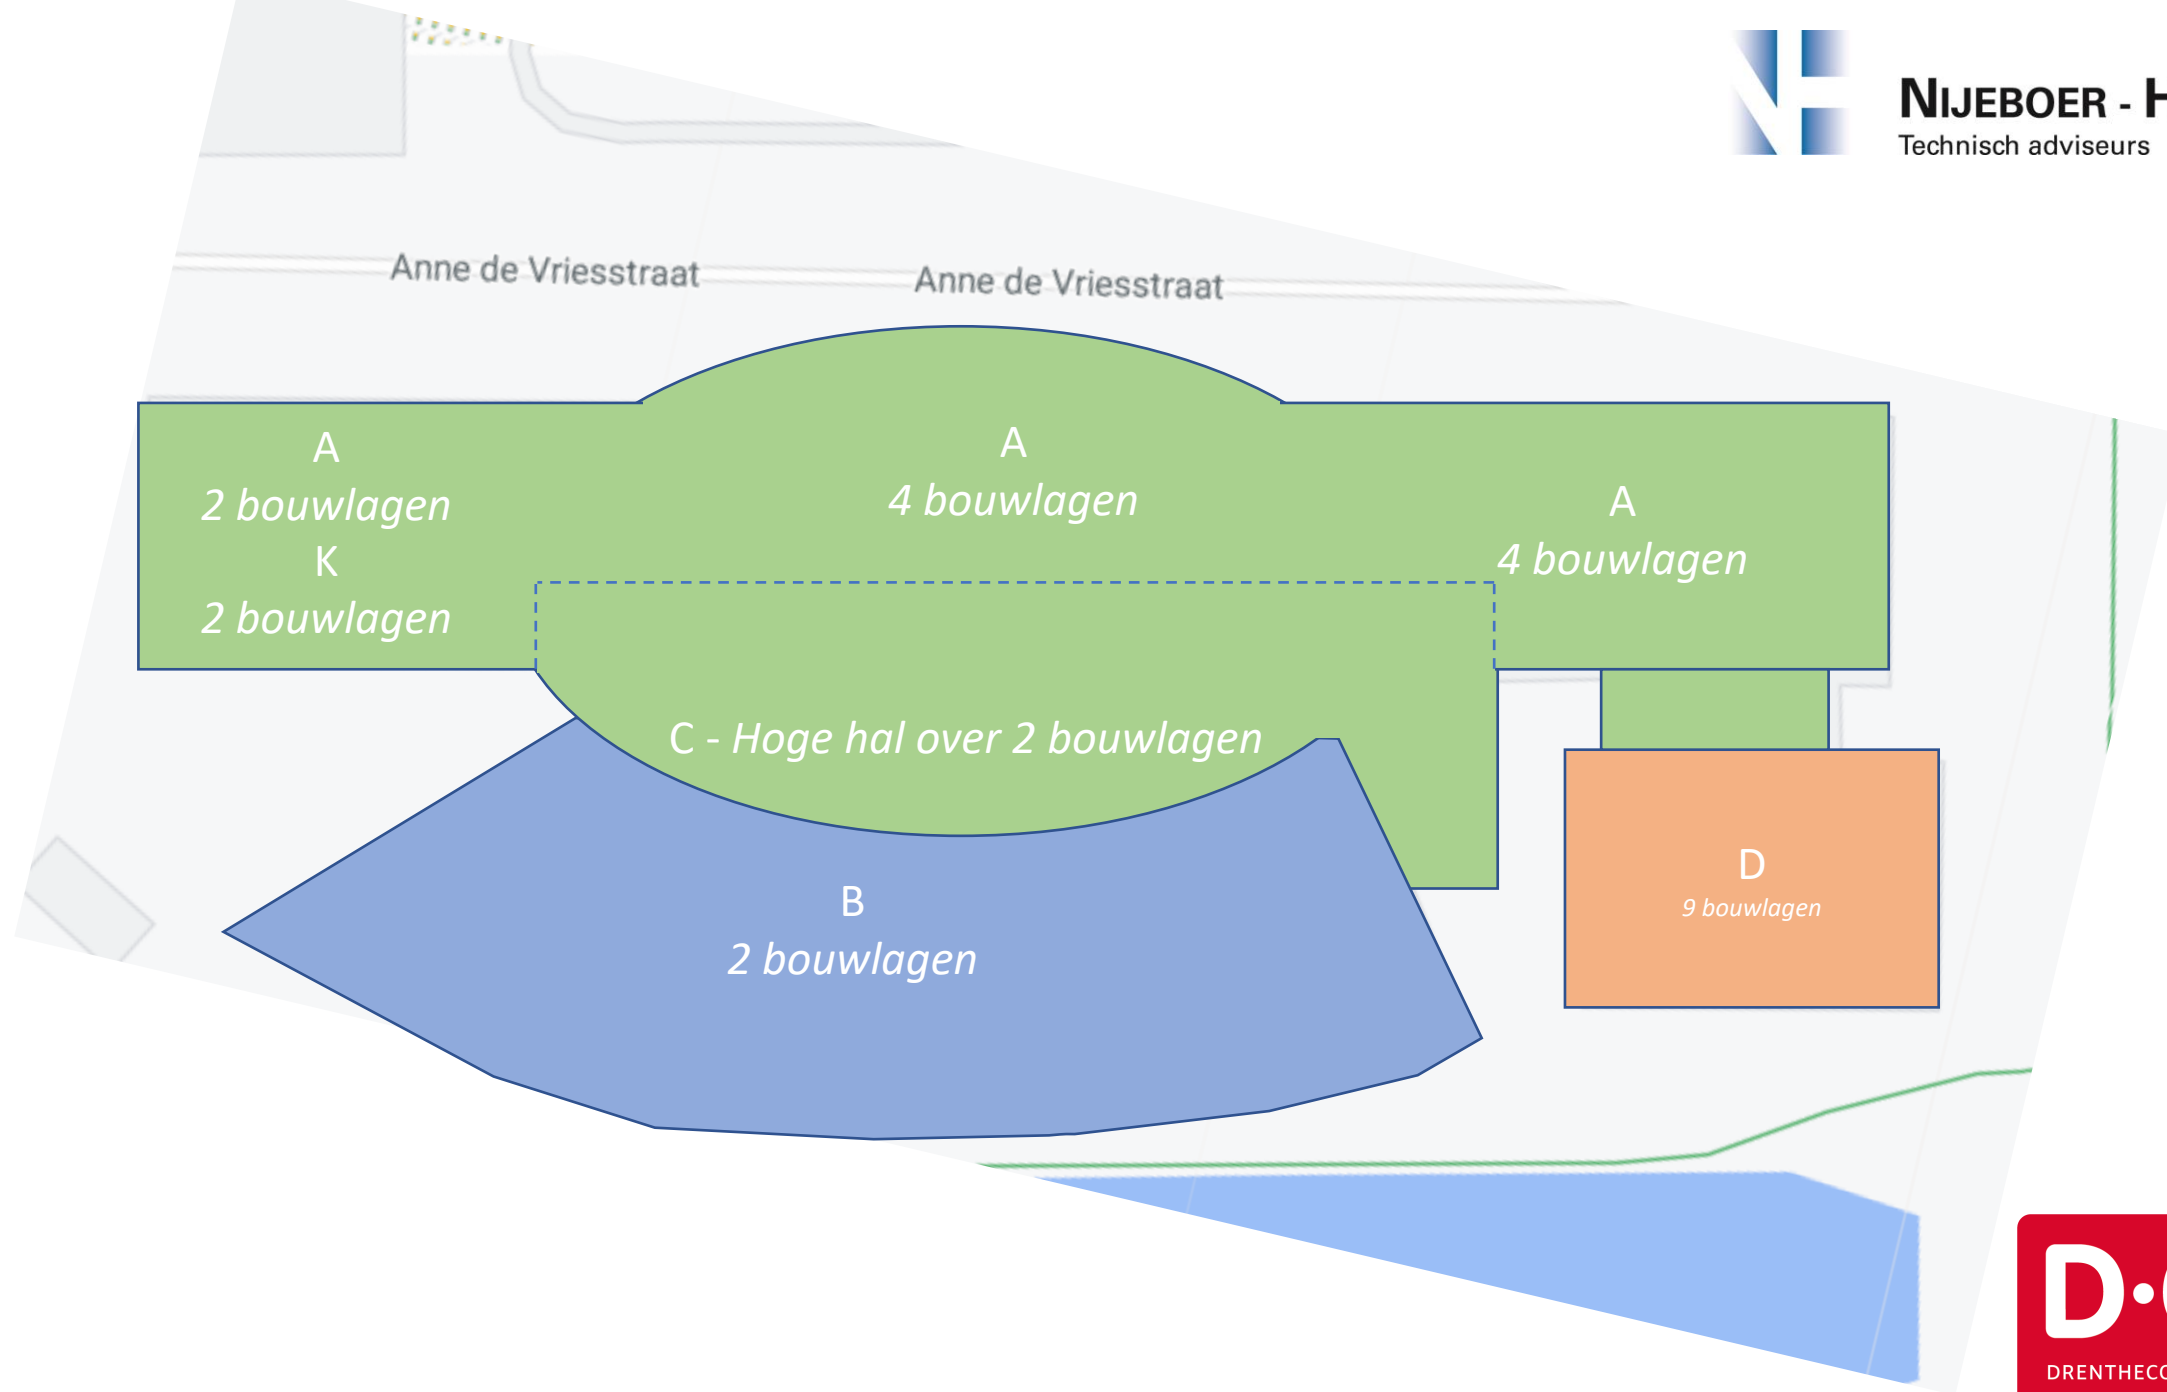 NIJEBOER - H
Technisch adviseurs
Anne de Vriesstraat
Anne de Vriesstraat
A
2 bouwlagen
K
2 bouwlagen
A
4 bouwlagen
A
4 bouwlagen
C - Hoge hal over 2 bouwlagen
B
2 bouwlagen
D
9 bouwlagen
D·
DRENTHECO